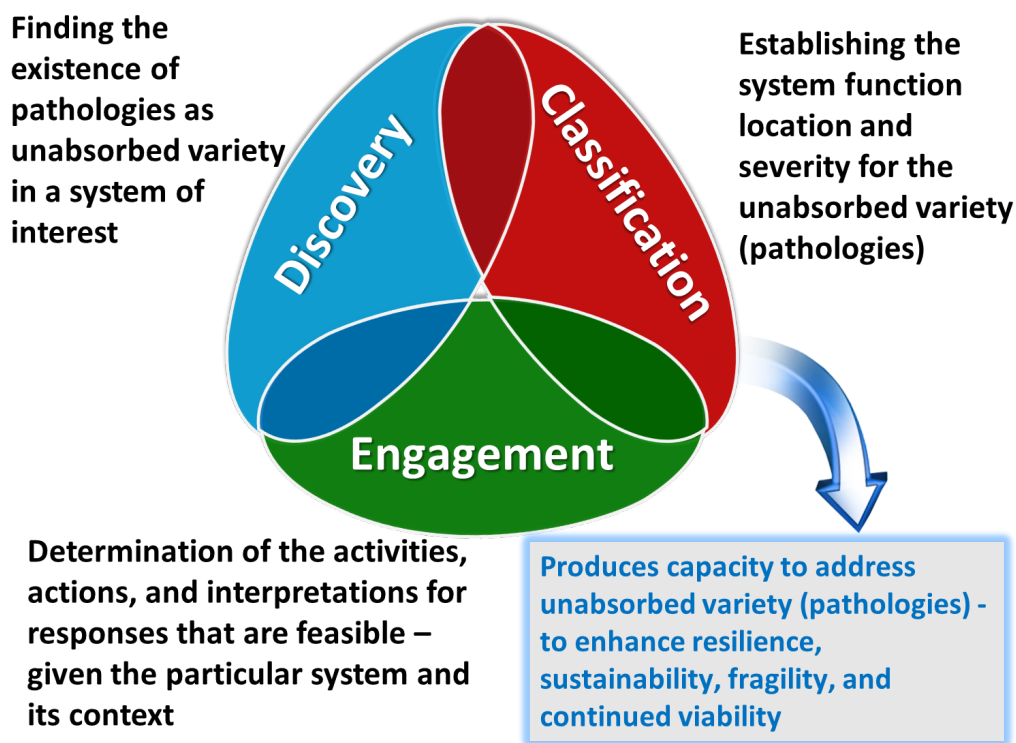 Finding the
existence of
pathologies as
unabsorbed variety
in a system of
interest
Discovery
Classification
Establishing the
system function
location and
severity for the
unabsorbed variety
(pathologies)
Engagement
Determination of the activities,
actions, and interpretations for
responses that are feasible –
given the particular system and
its context
Produces capacity to address
unabsorbed variety (pathologies) -
to enhance resilience,
sustainability, fragility, and
continued viability